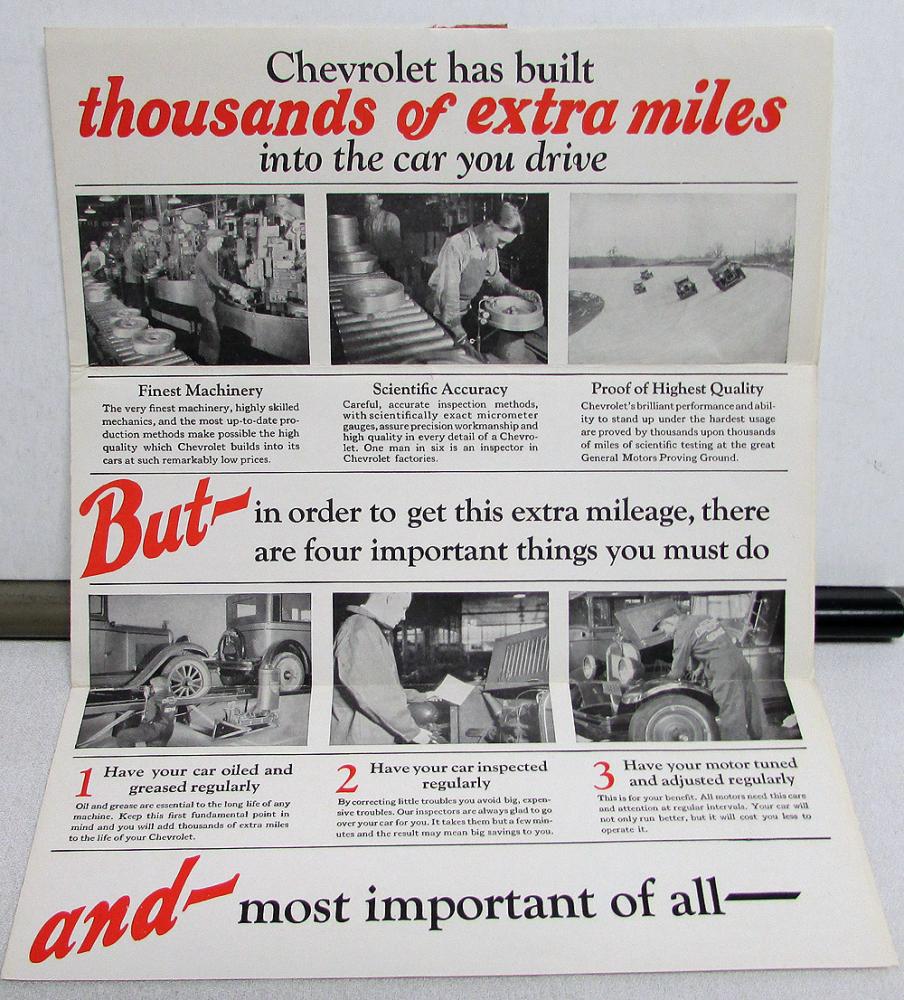 Chevrolet has built
thousands of extra miles
into the car you drive
Finest Machinery
The very finest machinery, highly skilled
mechanics, and the most up-to-date pro-
duction methods make possible the high
quality which Chevrolet builds into its
cars at such remarkably low prices.
Scientific Accuracy
Careful, accurate inspection methods,
with scientifically exact micrometer
gauges, assure precision workmanship and
high quality in every detail of a Chevro-
let. One man in six is an inspector in
Chevrolet factories.
Proof of Highest Quality
Chevrolet's brilliant performance and abil-
ity to stand up under the hardest usage
are proved by thousands upon thousands
of miles of scientific testing at the great
General Motors Proving Ground.
But— in order to get this extra mileage, there
are four important things you must do
1 Have your car oiled and
greased regularly
Oil and grease are essential to the long life of any
machine. Keep this first fundamental point in
mind and you will add thousands of extra miles
to the life of your Chevrolet.
2 Have your car inspected
regularly
By correcting little troubles you avoid big, expen-
sive troubles. Our inspectors are always glad to go
over your car for you. It takes them but a few min-
utes and the result may mean big savings to you.
3 Have your motor tuned
and adjusted regularly
This is for your benefit. All motors need this care
and attention at regular intervals. Your car will
not only run better, but it will cost you less to
operate it.
and— most important of all—